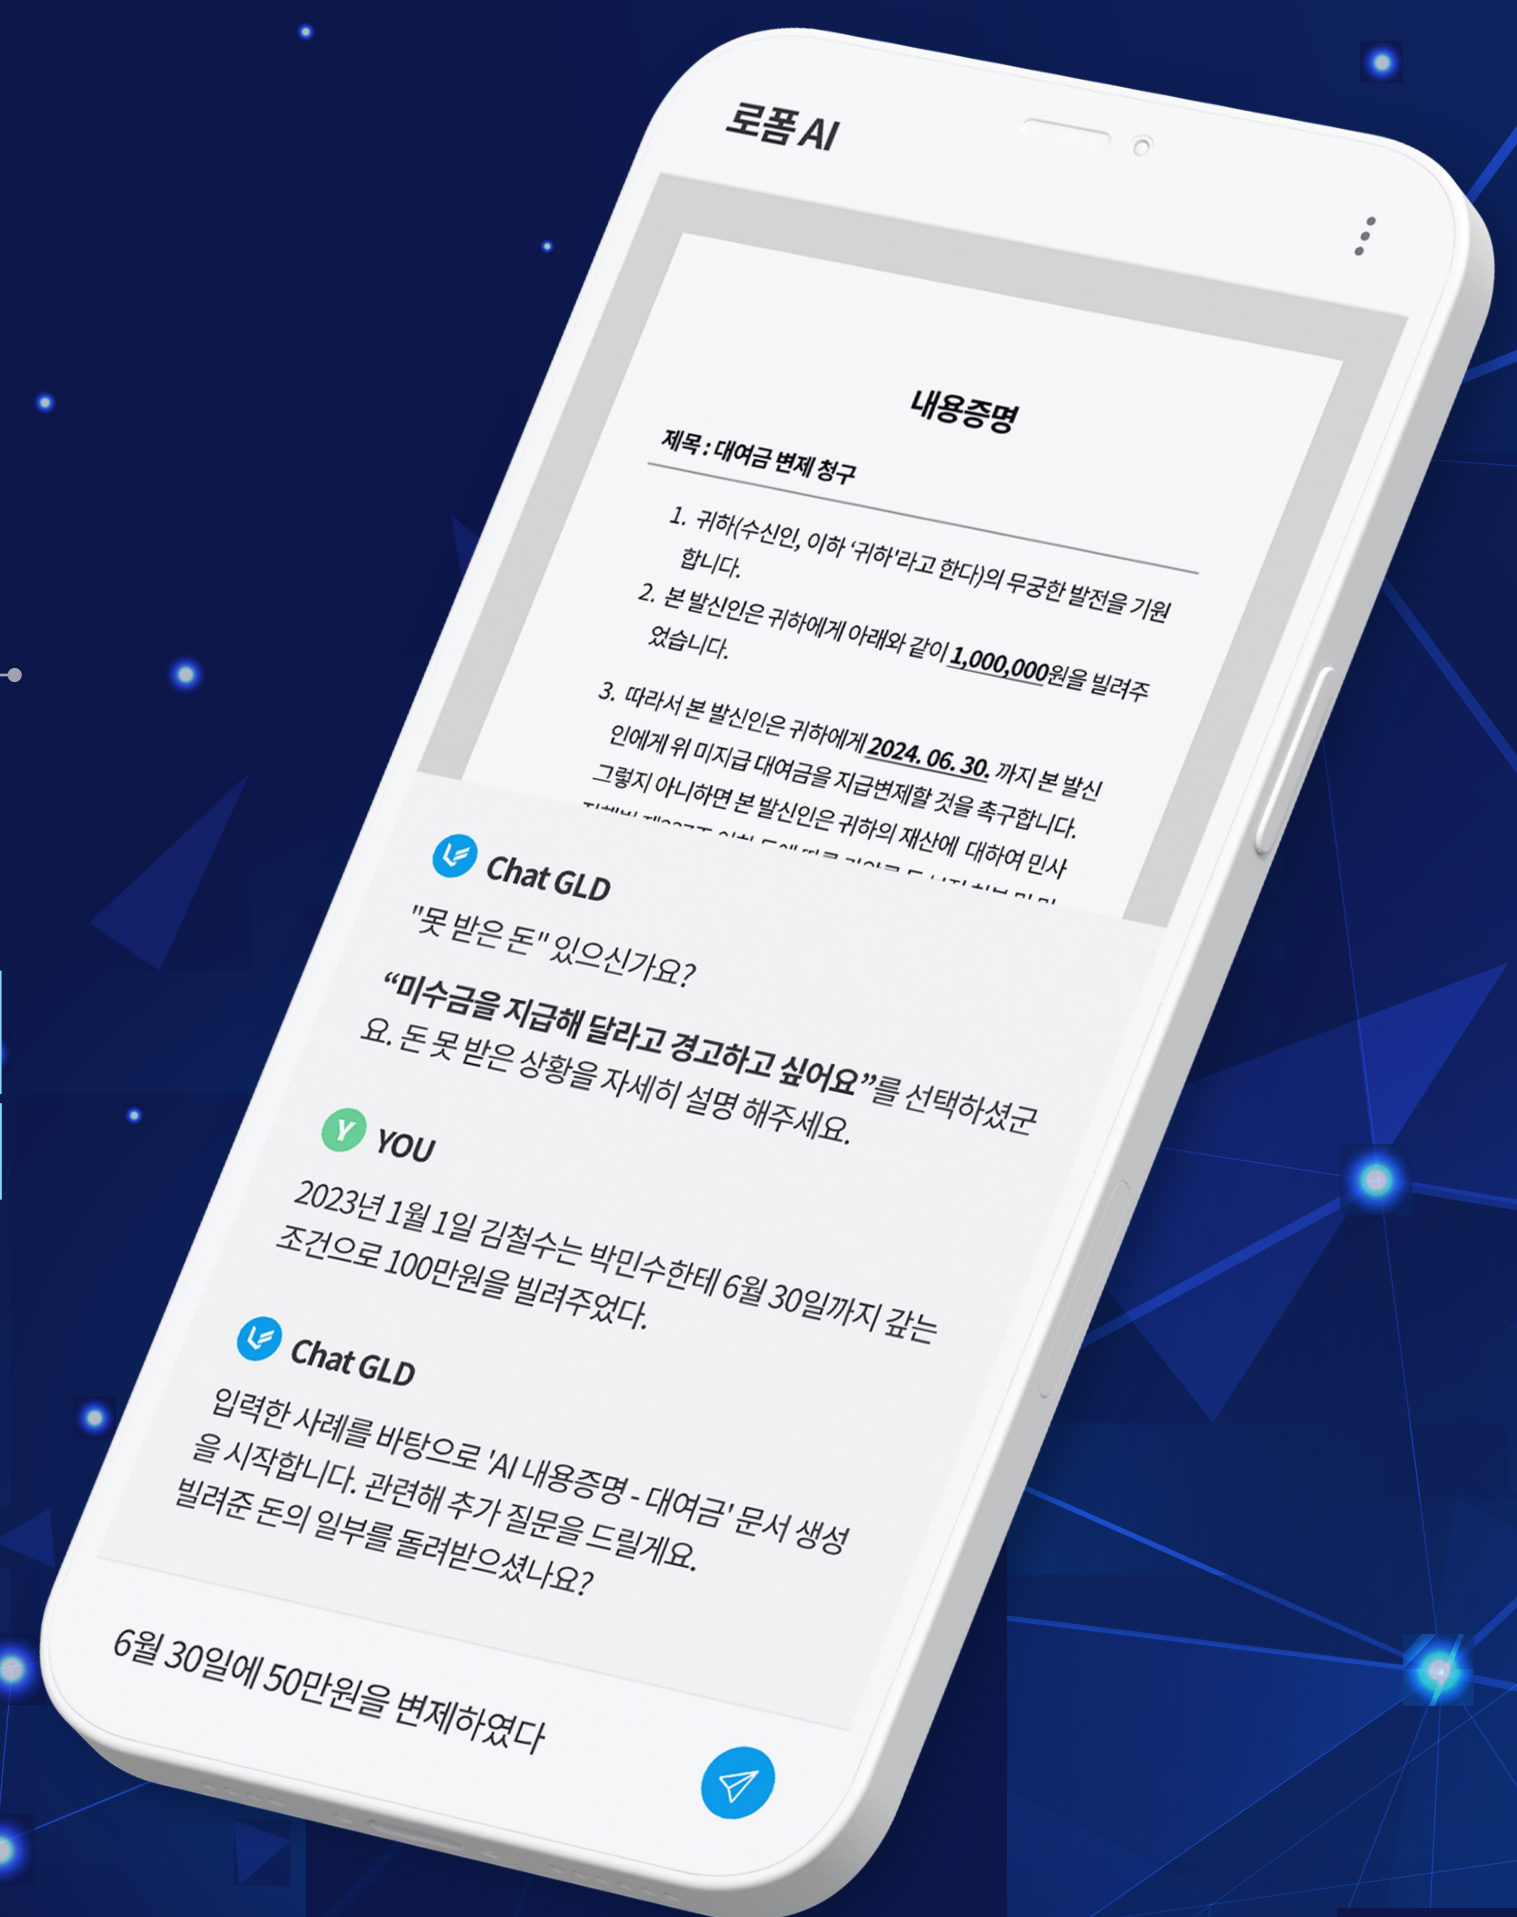 로폼 AI
내용증명
제목 : 대여금 변제 청구
1. 귀하(수신인, 이하 ‘귀하'라고 한다)의 무궁한 발전을 기원
합니다.
2. 본 발신인은 귀하에게 아래와 같이 1,000,000원을 빌려주
었습니다.
3. 따라서 본 발신인은 귀하에게 2024. 06. 30. 까지 본 발신
인에게 위 미지급 대여금을 지급변제할 것을 촉구합니다.
그렇지 아니하면 본 발신인은 귀하의 재산에 대하여 민사
Chat GLD
"못 받은 돈" 있으신가요?
“미수금을 지급해 달라고 경고하고 싶어요”를 선택하셨군
요. 돈 못 받은 상황을 자세히 설명 해주세요.
Y YOU
2023년 1월 1일 김철수는 박민수한테 6월 30일까지 갚는
조건으로 100만원을 빌려주었다.
Chat GLD
입력한 사례를 바탕으로 'AI 내용증명 - 대여금' 문서 생성
을 시작합니다. 관련해 추가 질문을 드릴게요.
빌려준 돈의 일부를 돌려받으셨나요?
6월 30일에 50만원을 변제하였다